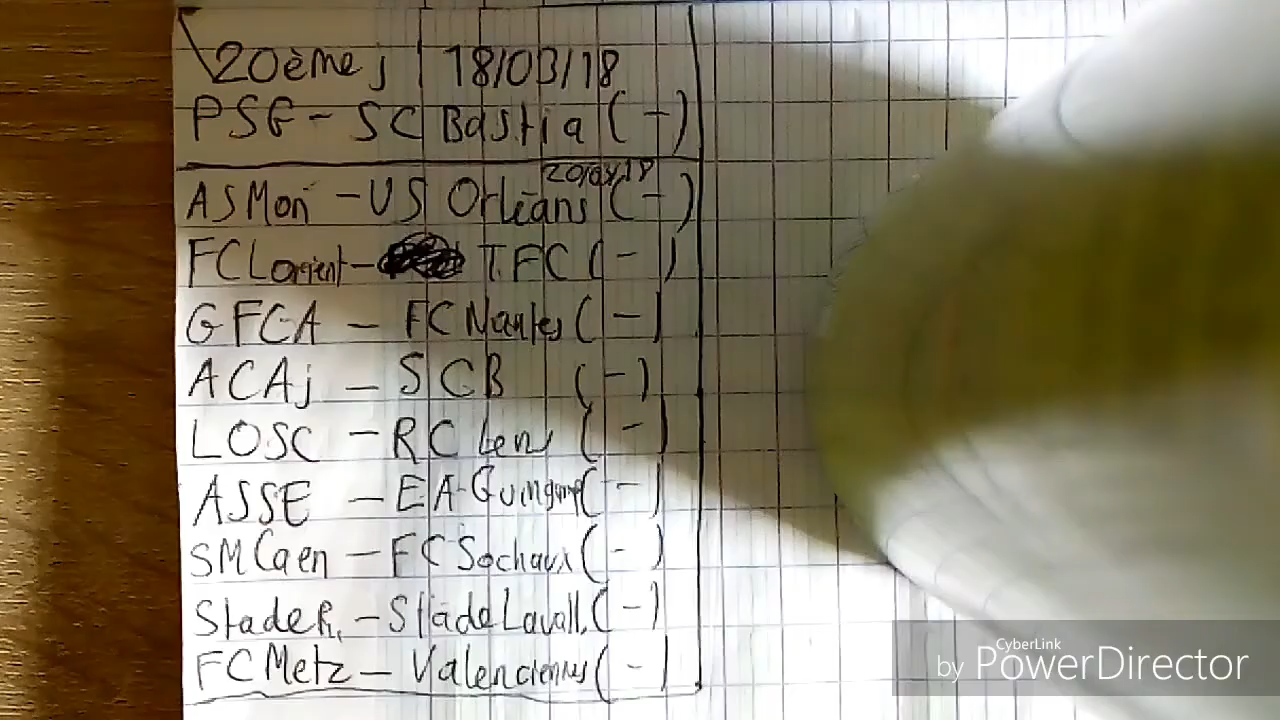 20ème j 18/03/18
PSG - SC Bastia ( - )
20/03/18
AS Mon - US Orléans ( - )
FC Lorient - TFC ( - )
GFCA - FC Nantes ( - )
ACAj - SCB ( - )
LOSC - RC Lens ( - )
ASSE - EA Guingamp ( - )
SM Caen - FC Sochaux ( - )
Stade R. - Stade Lavall. ( - )
FC Metz - Valenciennes ( - )
CyberLink
by PowerDirector